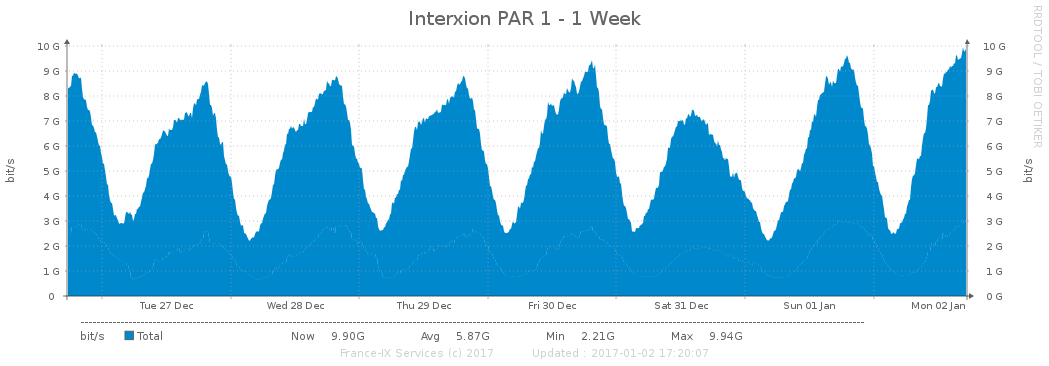 Interxion PAR 1 - 1 Week
RRDTOOL / TOBI OETIKER
10 G 10 G
9 G 9 G
8 G 8 G
7 G 7 G
6 G 6 G
5 G 5 G
4 G 4 G
3 G 3 G
2 G 2 G
1 G 1 G
0 0 G
bit/s bit/s
Tue 27 Dec Wed 28 Dec Thu 29 Dec Fri 30 Dec Sat 31 Dec Sun 01 Jan Mon 02 Jan
bit/s Total Now 9.90G Avg 5.87G Min 2.21G Max 9.94G
France-IX Services (c) 2017 Updated : 2017-01-02 17:20:07